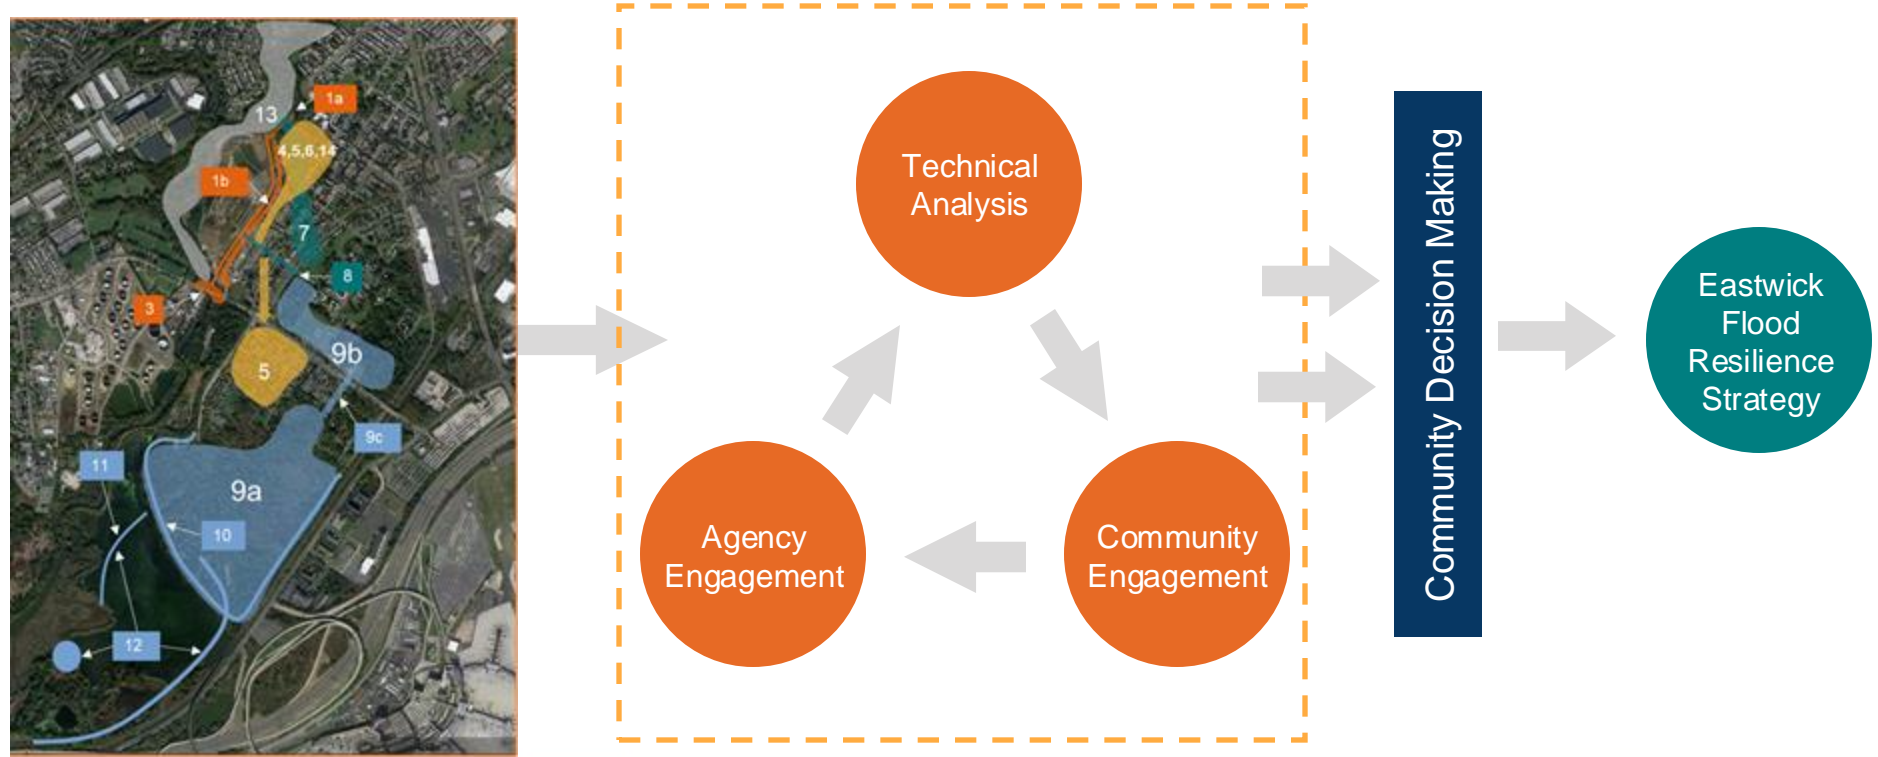 13
1a
4,5,6,14
1b
7
8
3
9b
5
9c
11
9a
10
12
Technical
Analysis
Agency
Engagement
Community
Engagement
Community Decision Making
Eastwick
Flood
Resilience
Strategy